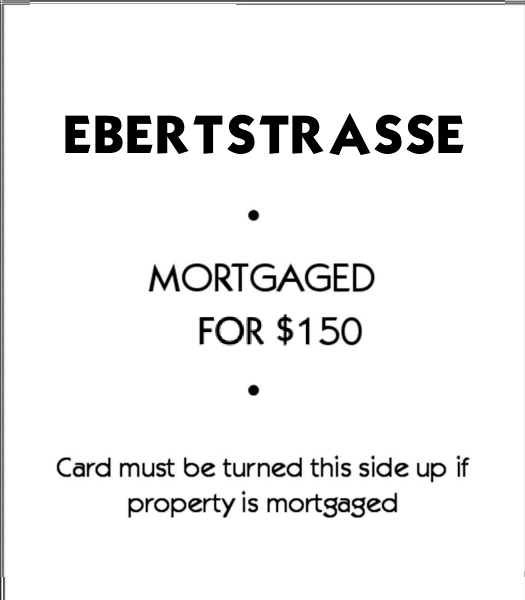 EBERTSTRASSE
•
MORTGAGED
FOR $150
•
Card must be turned this side up if
property is mortgaged